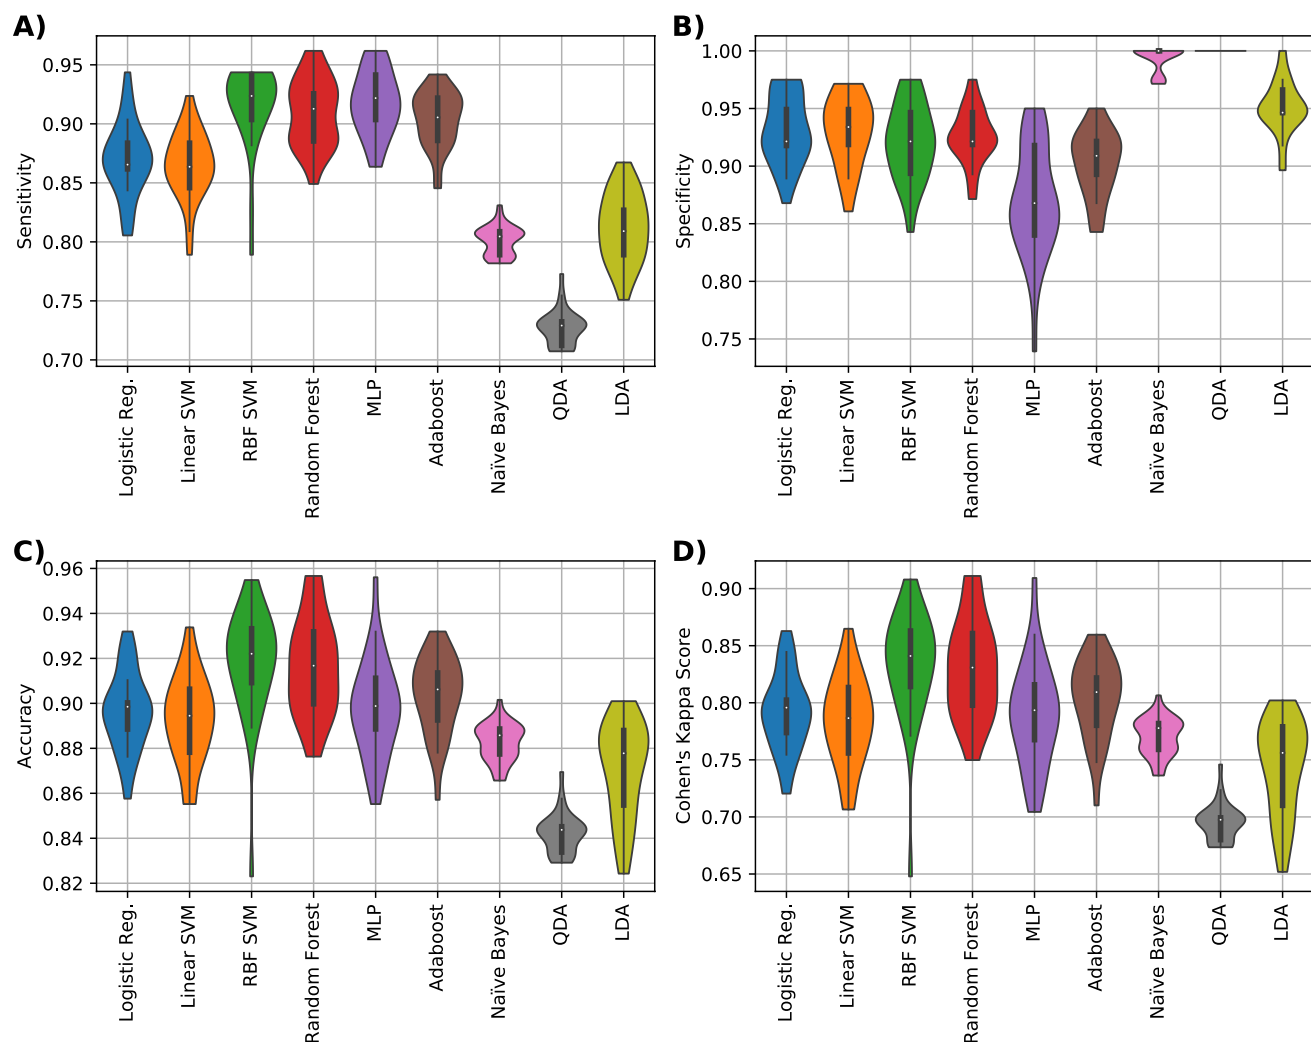 A)
Sensitivity
0.95
0.90
0.85
0.80
0.75
0.70
Logistic Reg.
Linear SVM
RBF SVM
Random Forest
MLP
Adaboost
Naïve Bayes
QDA
LDA
B)
Specificity
1.00
0.95
0.90
0.85
0.80
0.75
Logistic Reg.
Linear SVM
RBF SVM
Random Forest
MLP
Adaboost
Naïve Bayes
QDA
LDA
C)
Accuracy
0.96
0.94
0.92
0.90
0.88
0.86
0.84
0.82
Logistic Reg.
Linear SVM
RBF SVM
Random Forest
MLP
Adaboost
Naïve Bayes
QDA
LDA
D)
Cohen's Kappa Score
0.90
0.85
0.80
0.75
0.70
0.65
Logistic Reg.
Linear SVM
RBF SVM
Random Forest
MLP
Adaboost
Naïve Bayes
QDA
LDA